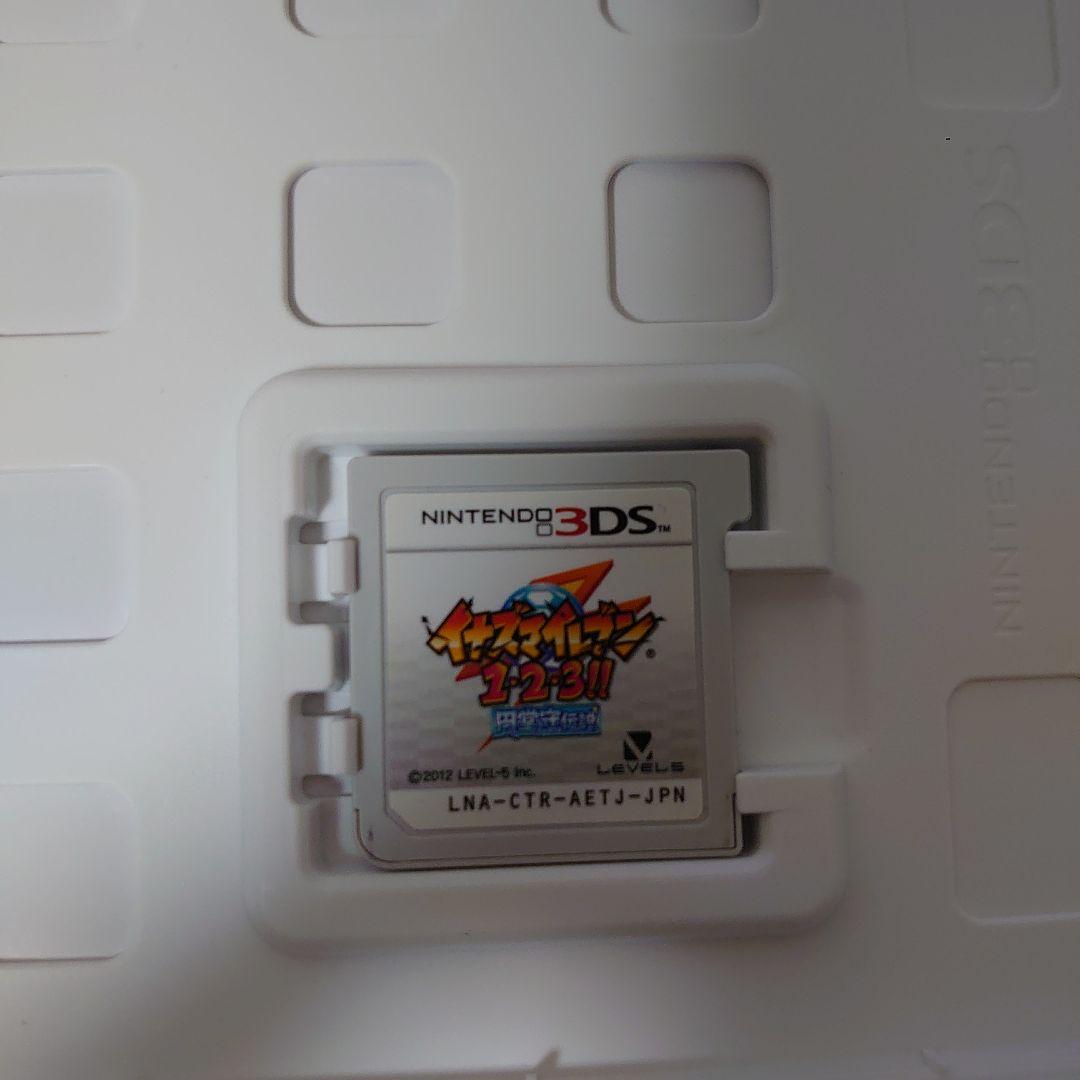 NINTENDO 3DS™
イナズマイレブン®
1・2・3!!
円堂守伝説
LEVEL5
©2012 LEVEL-5 Inc.
LNA-CTR-AETJ-JPN
NINTENDO 3DS